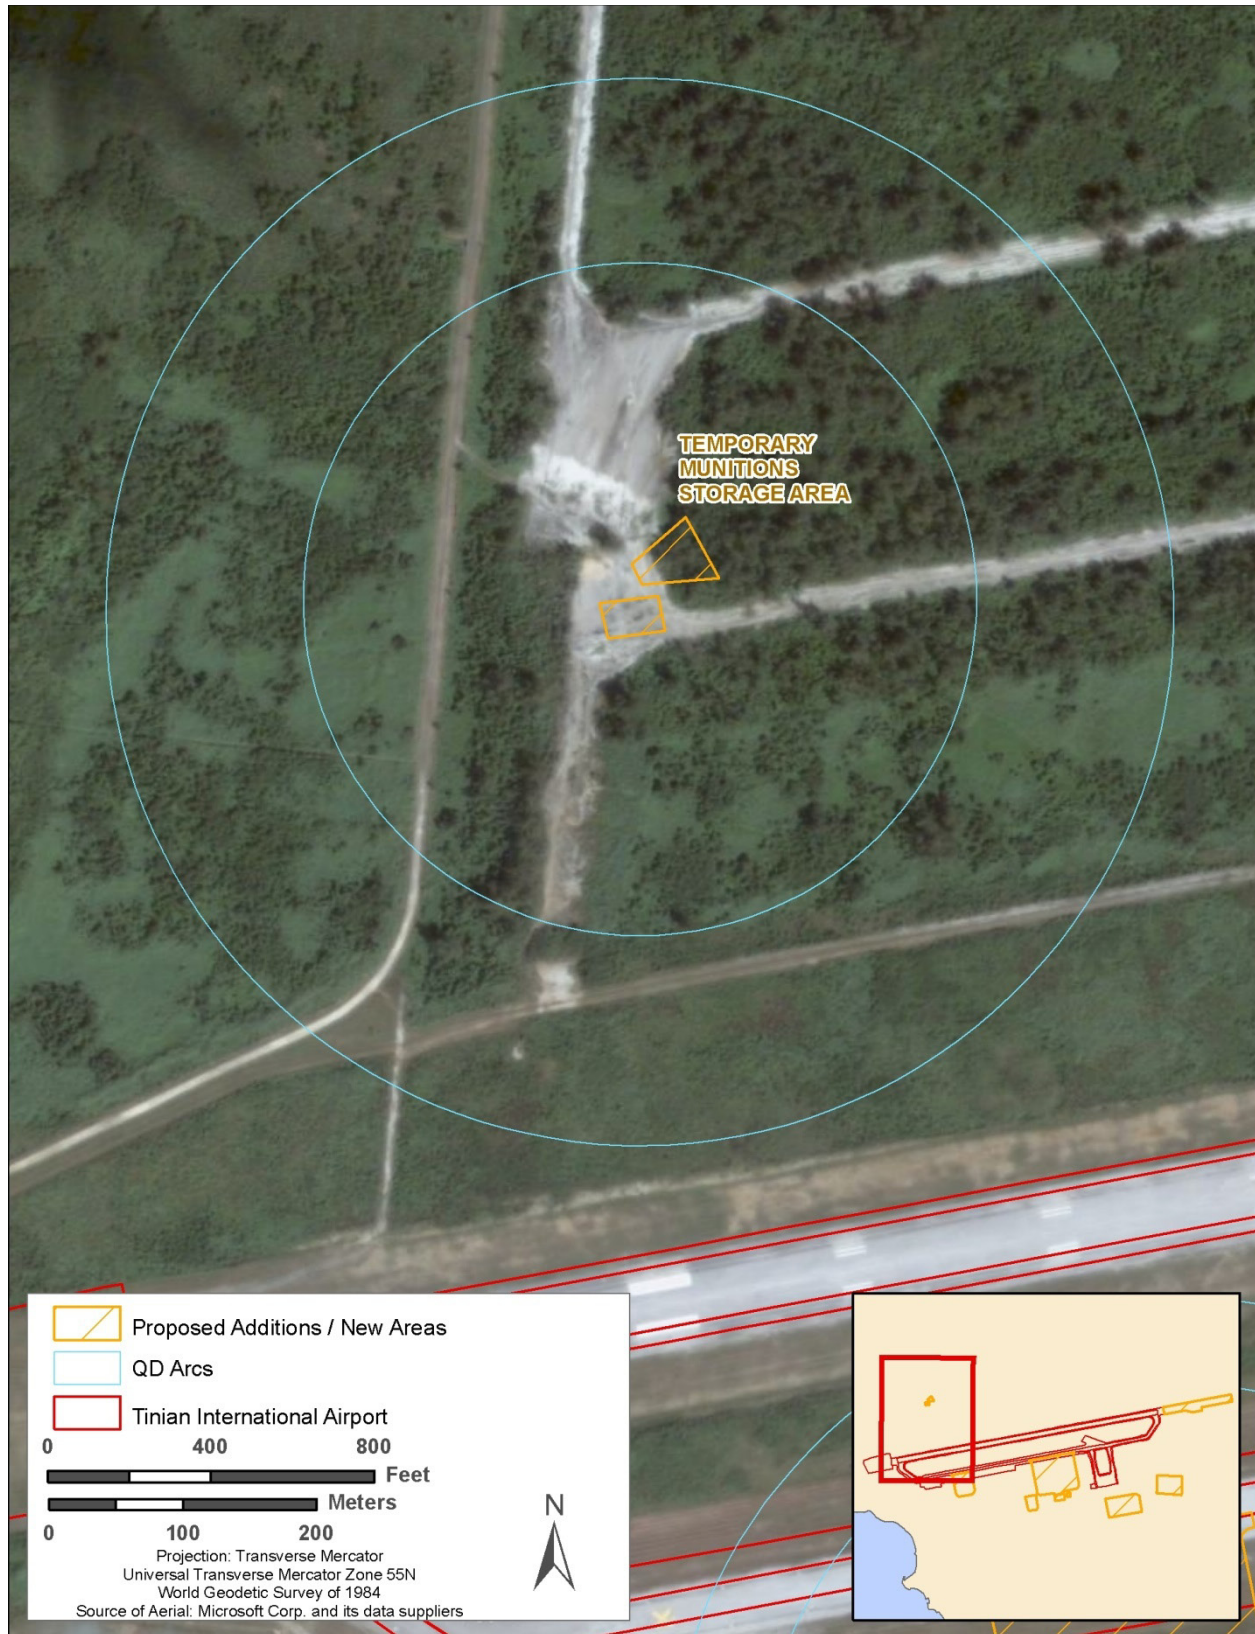 TEMPORARY
MUNITIONS
STORAGE AREA
Proposed Additions / New Areas
QD Arcs
Tinian International Airport
0 400 800
Feet
Meters
0 100 200
N
Projection: Transverse Mercator
Universal Transverse Mercator Zone 55N
World Geodetic Survey of 1984
Source of Aerial: Microsoft Corp. and its data suppliers